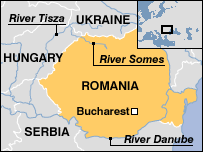 River Tisza
UKRAINE
River Somes
HUNGARY
ROMANIA
Bucharest
SERBIA
River Danube